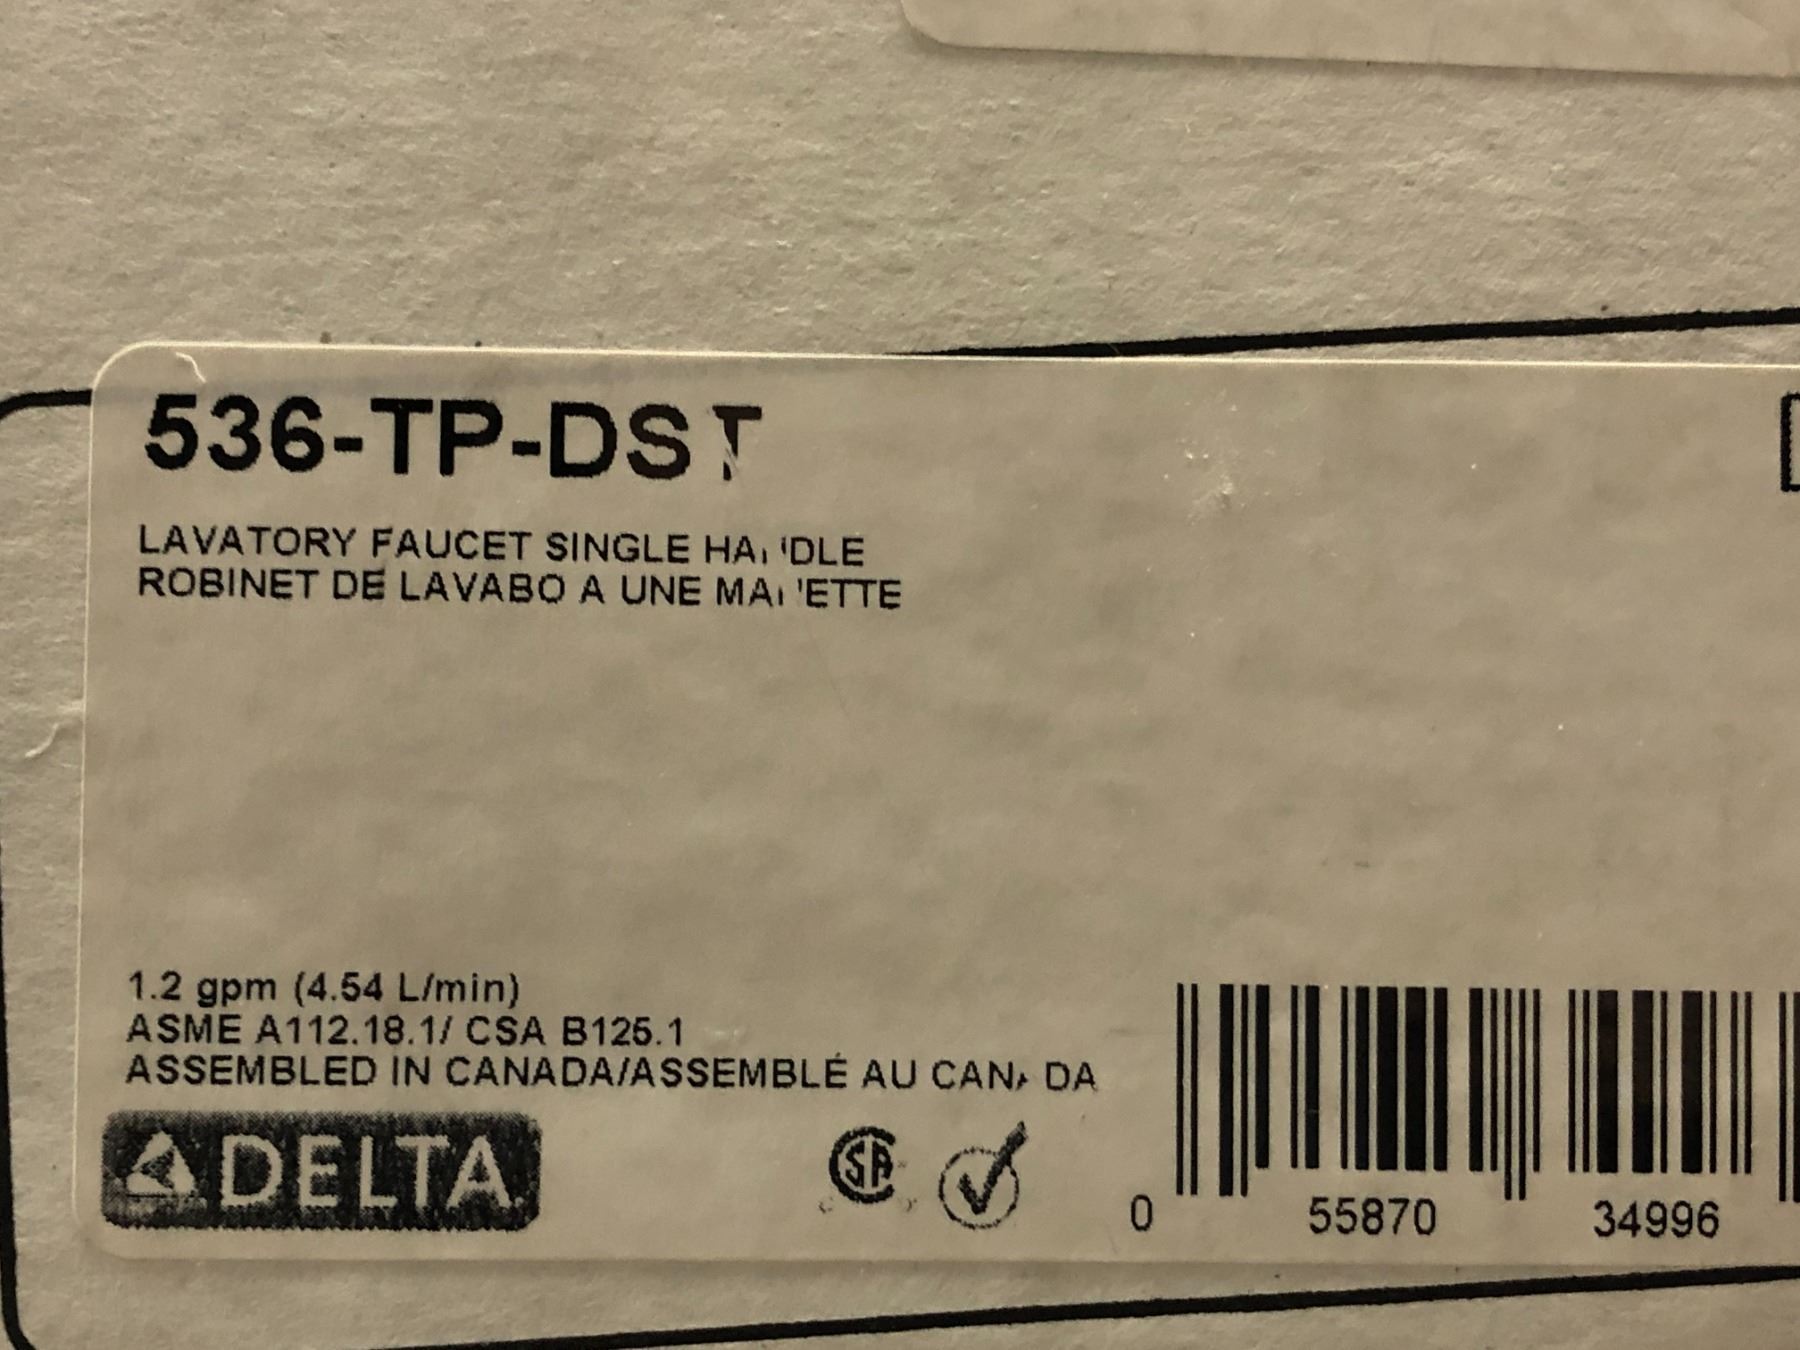 536-TP-DST
LAVATORY FAUCET SINGLE HANDLE
ROBINET DE LAVABO A UNE MANETTE
1.2 gpm (4.54 L/min)
ASME A112.18.1/ CSA B125.1
ASSEMBLED IN CANADA/ASSEMBLÉ AU CANADA
DELTA
CSA
0 55870 34996